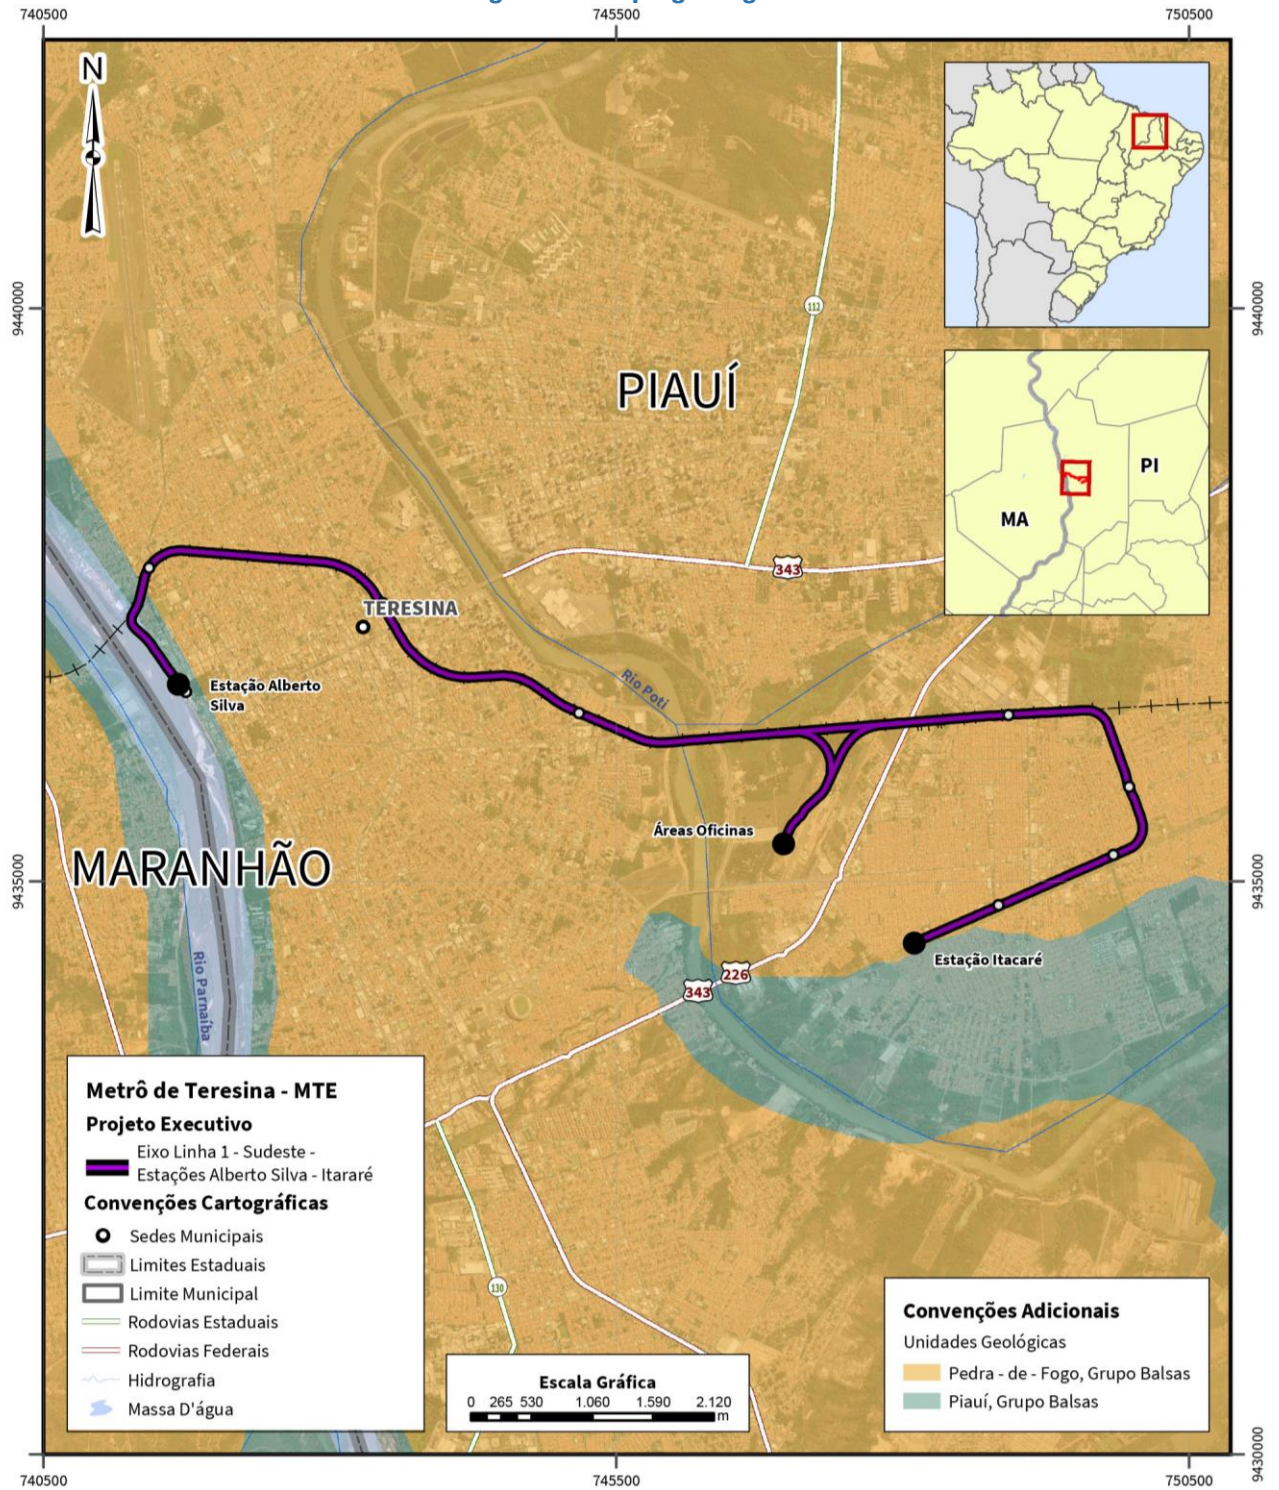 740500
745500
750500
N
112
9440000
9440000
PIAUÍ
PI
MA
343
TERESINA
Estação Alberto
Silva
Rio Poti
Áreas Oficinas
MARANHÃO
9435000
9435000
Estação Itacaré
226
343
Rio Parnaíba
Metrô de Teresina - MTE
Projeto Executivo
Eixo Linha 1 - Sudeste -
Estações Alberto Silva - Itararé
Convenções Cartográficas
Sedes Municipais
Limites Estaduais
Limite Municipal
Rodovias Estaduais
Rodovias Federais
Hidrografia
Massa D'água
130
Escala Gráfica
0 265 530 1.060 1.590 2.120
m
Convenções Adicionais
Unidades Geológicas
Pedra - de - Fogo, Grupo Balsas
Piauí, Grupo Balsas
9430000
740500
745500
750500